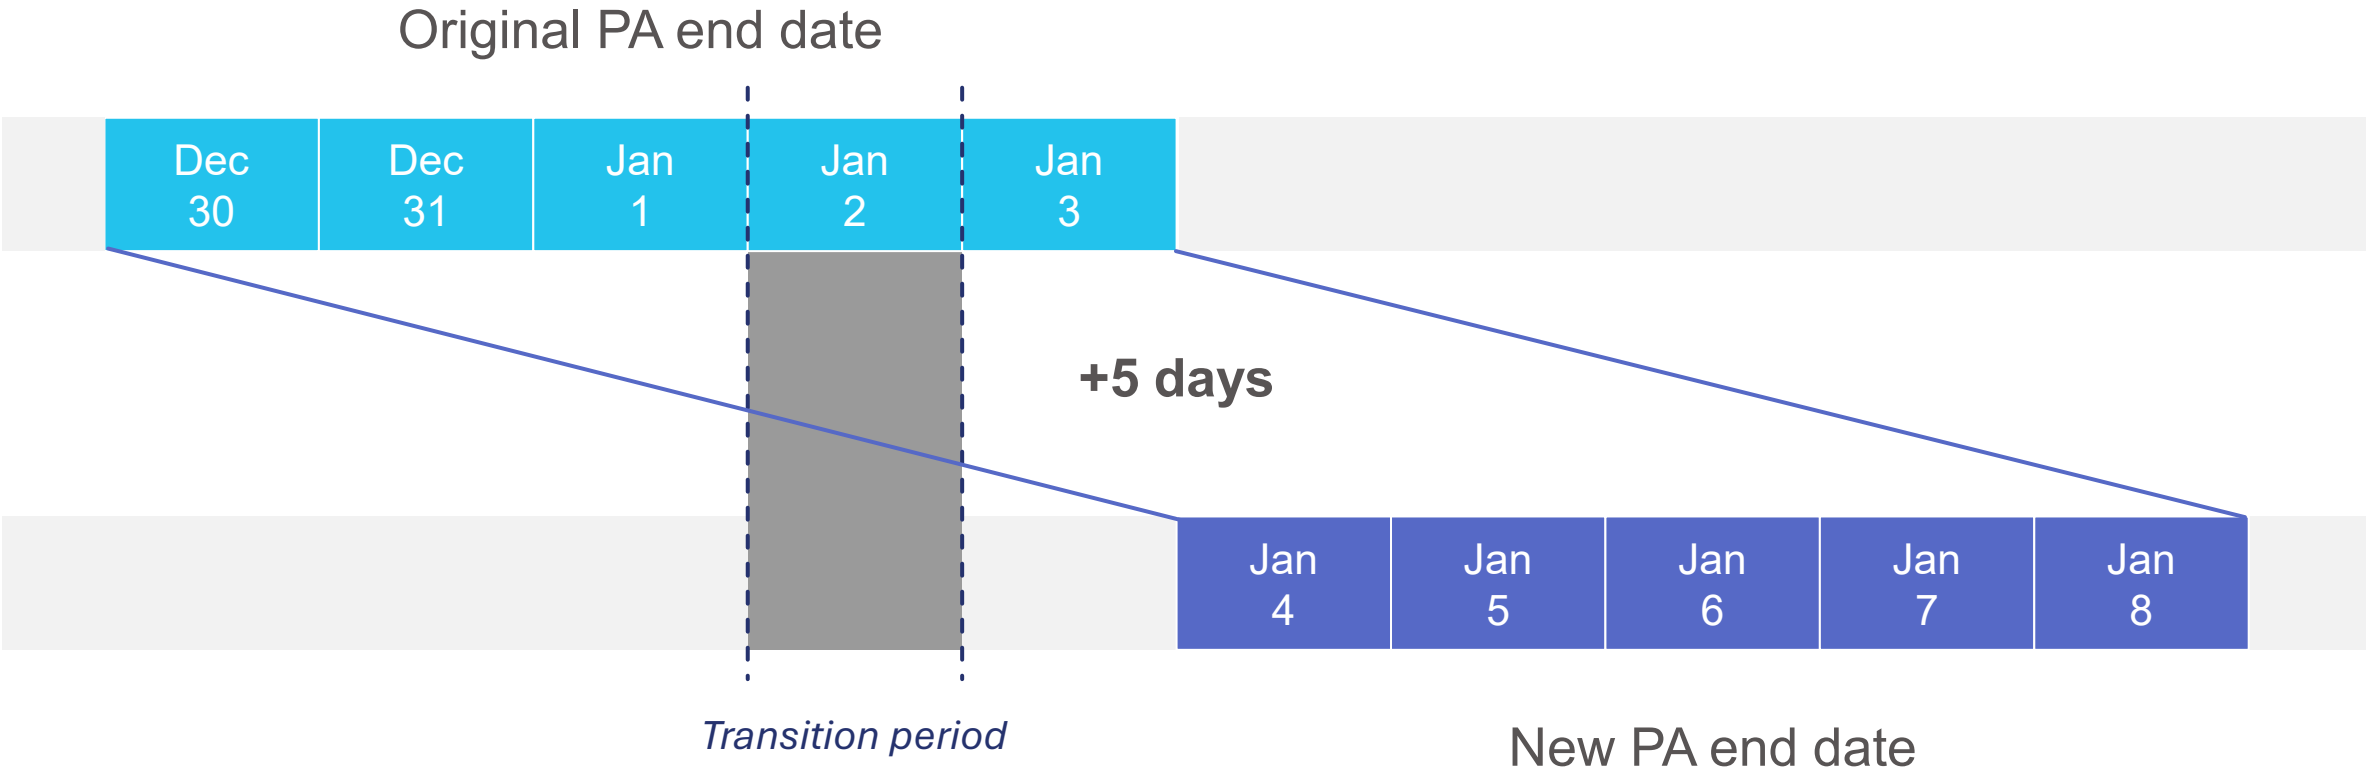 Original PA end date
Dec
30
Dec
31
Jan
1
Jan
2
Jan
3
+5 days
Jan
4
Jan
5
Jan
6
Jan
7
Jan
8
Transition period
New PA end date